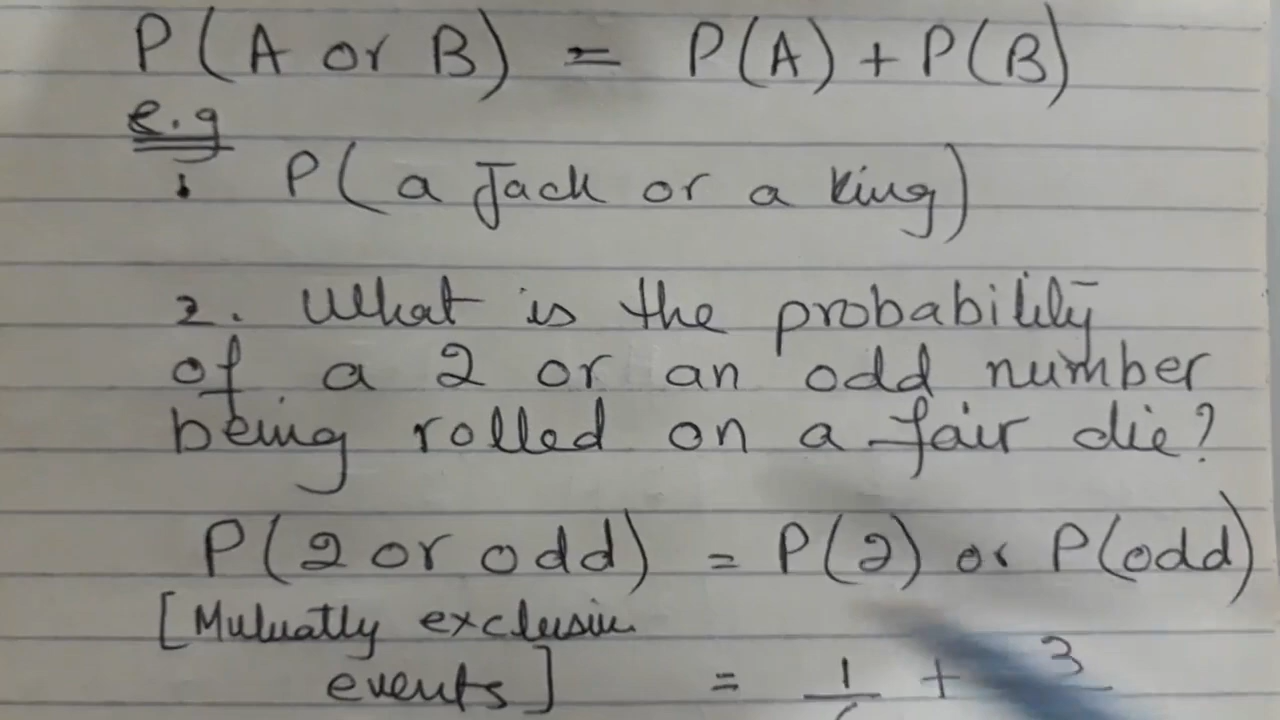 P(A or B) = P(A) + P(B)
e.g
1. P(a Jack or a king)
2. What is the probability
of a 2 or an odd number
being rolled on a fair die?
P(2 or odd) = P(2) or P(odd)
[Mutually exclusive
events] = 1 + 3